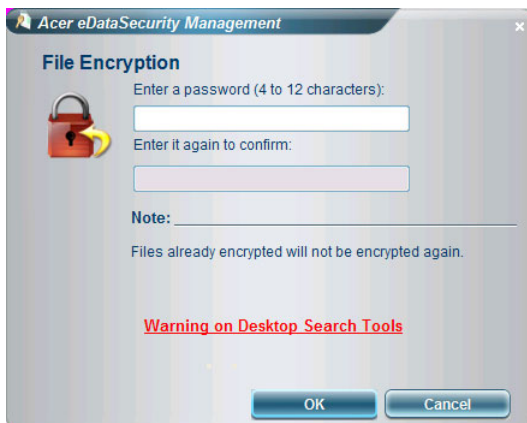 Acer eDataSecurity Management
File Encryption
Enter a password (4 to 12 characters):
Enter it again to confirm:
Note:
Files already encrypted will not be encrypted again.
Warning on Desktop Search Tools
OK
Cancel